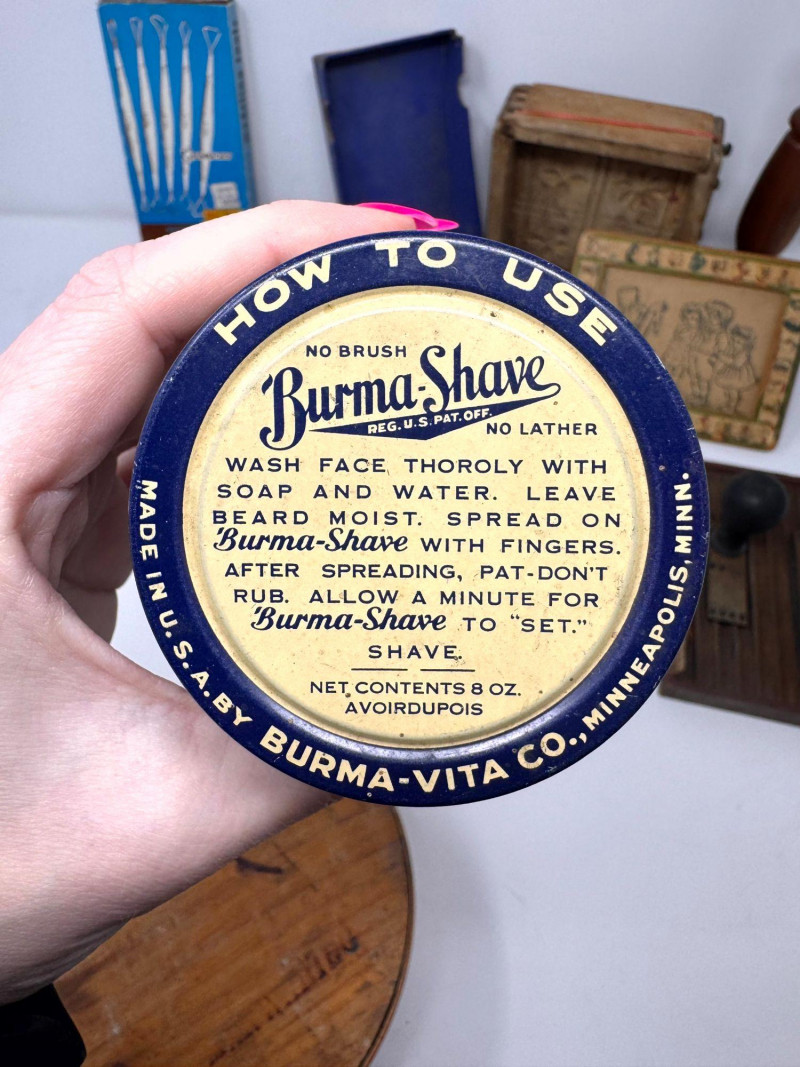 HOW TO USE
NO BRUSH
Burma-Shave
REG. U.S. PAT. OFF.
NO LATHER
WASH FACE THOROLY WITH
SOAP AND WATER. LEAVE
BEARD MOIST. SPREAD ON
Burma-Shave WITH FINGERS.
AFTER SPREADING, PAT-DON'T
RUB. ALLOW A MINUTE FOR
Burma-Shave TO "SET."
SHAVE.
NET CONTENTS 8 OZ.
AVOIRDUPOIS
MADE IN U.S.A. BY BURMA-VITA CO., MINNEAPOLIS, MINN.